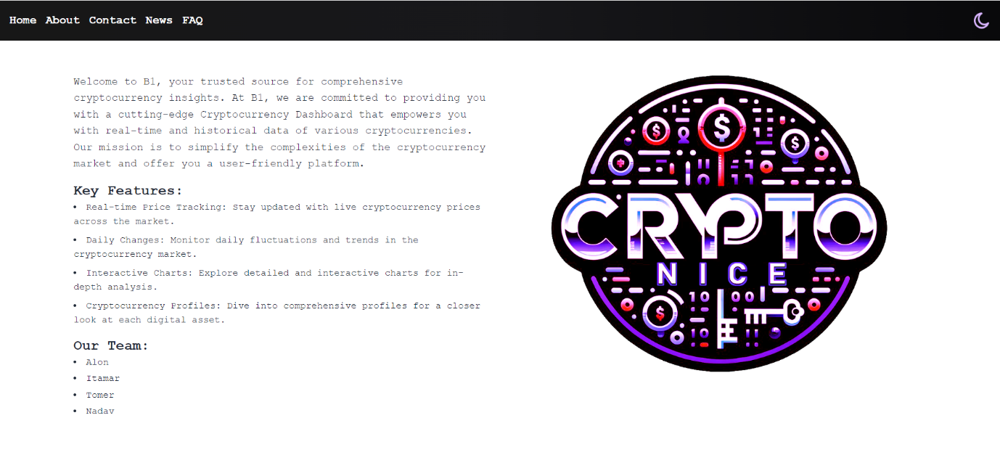 Home About Contact News FAQ
Welcome to B1, your trusted source for comprehensive
cryptocurrency insights. At B1, we are committed to providing you
with a cutting-edge Cryptocurrency Dashboard that empowers you
with real-time and historical data of various cryptocurrencies.
Our mission is to simplify the complexities of the cryptocurrency
market and offer you a user-friendly platform.
Key Features:
• Real-time Price Tracking: Stay updated with live cryptocurrency prices
across the market.
• Daily Changes: Monitor daily fluctuations and trends in the
cryptocurrency market.
• Interactive Charts: Explore detailed and interactive charts for in-
depth analysis.
• Cryptocurrency Profiles: Dive into comprehensive profiles for a closer
look at each digital asset.
Our Team:
• Alon
• Itamar
• Tomer
• Nadav
CRYPTO
NICE